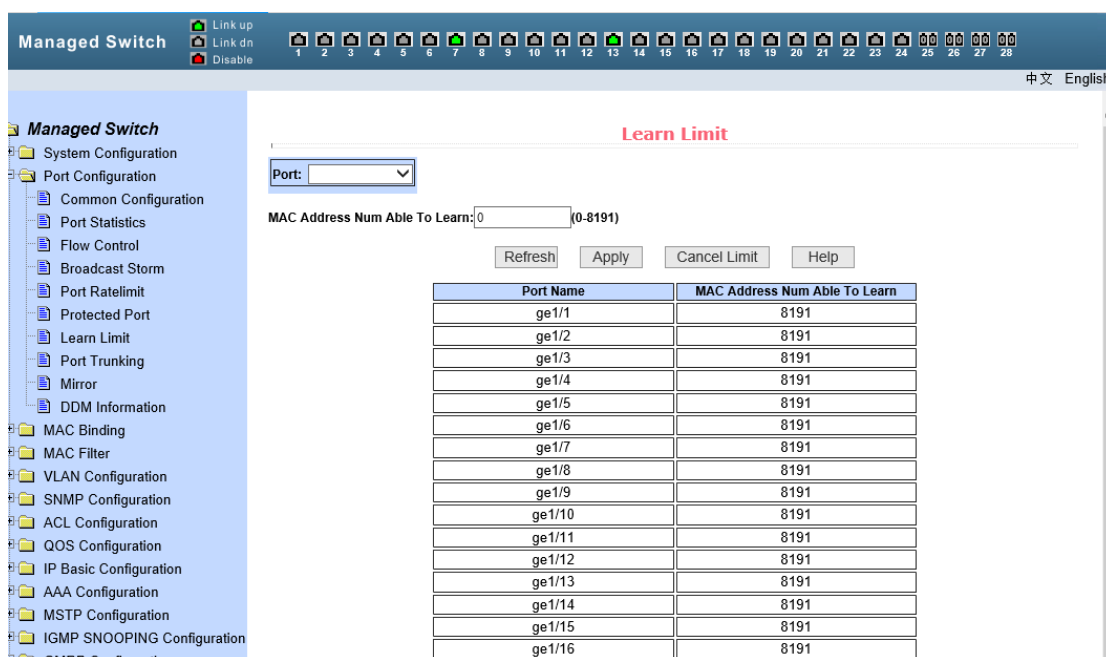 Managed Switch
Link up
Link dn
Disable
1 2 3 4 5 6 7 8 9 10 11 12 13 14 15 16 17 18 19 20 21 22 23 24 25 26 27 28
中文 English
Managed Switch
System Configuration
Port Configuration
Common Configuration
Port Statistics
Flow Control
Broadcast Storm
Port Ratelimit
Protected Port
Learn Limit
Port Trunking
Mirror
DDM Information
MAC Binding
MAC Filter
VLAN Configuration
SNMP Configuration
ACL Configuration
QOS Configuration
IP Basic Configuration
AAA Configuration
MSTP Configuration
IGMP SNOOPING Configuration
Learn Limit
Port:
MAC Address Num Able To Learn: 0 (0-8191)
Refresh Apply Cancel Limit Help
Port Name MAC Address Num Able To Learn
ge1/1 8191
ge1/2 8191
ge1/3 8191
ge1/4 8191
ge1/5 8191
ge1/6 8191
ge1/7 8191
ge1/8 8191
ge1/9 8191
ge1/10 8191
ge1/11 8191
ge1/12 8191
ge1/13 8191
ge1/14 8191
ge1/15 8191
ge1/16 8191